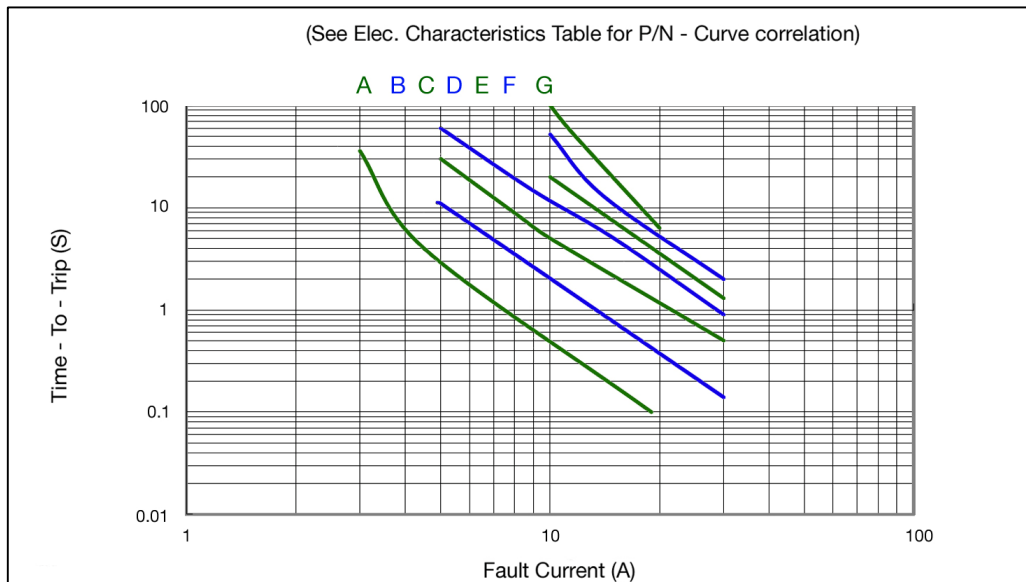 (See Elec. Characteristics Table for P/N - Curve correlation)
A B C D E F G
100
10
1
0.1
0.01
Time - To - Trip (S)
1 10 100
Fault Current (A)